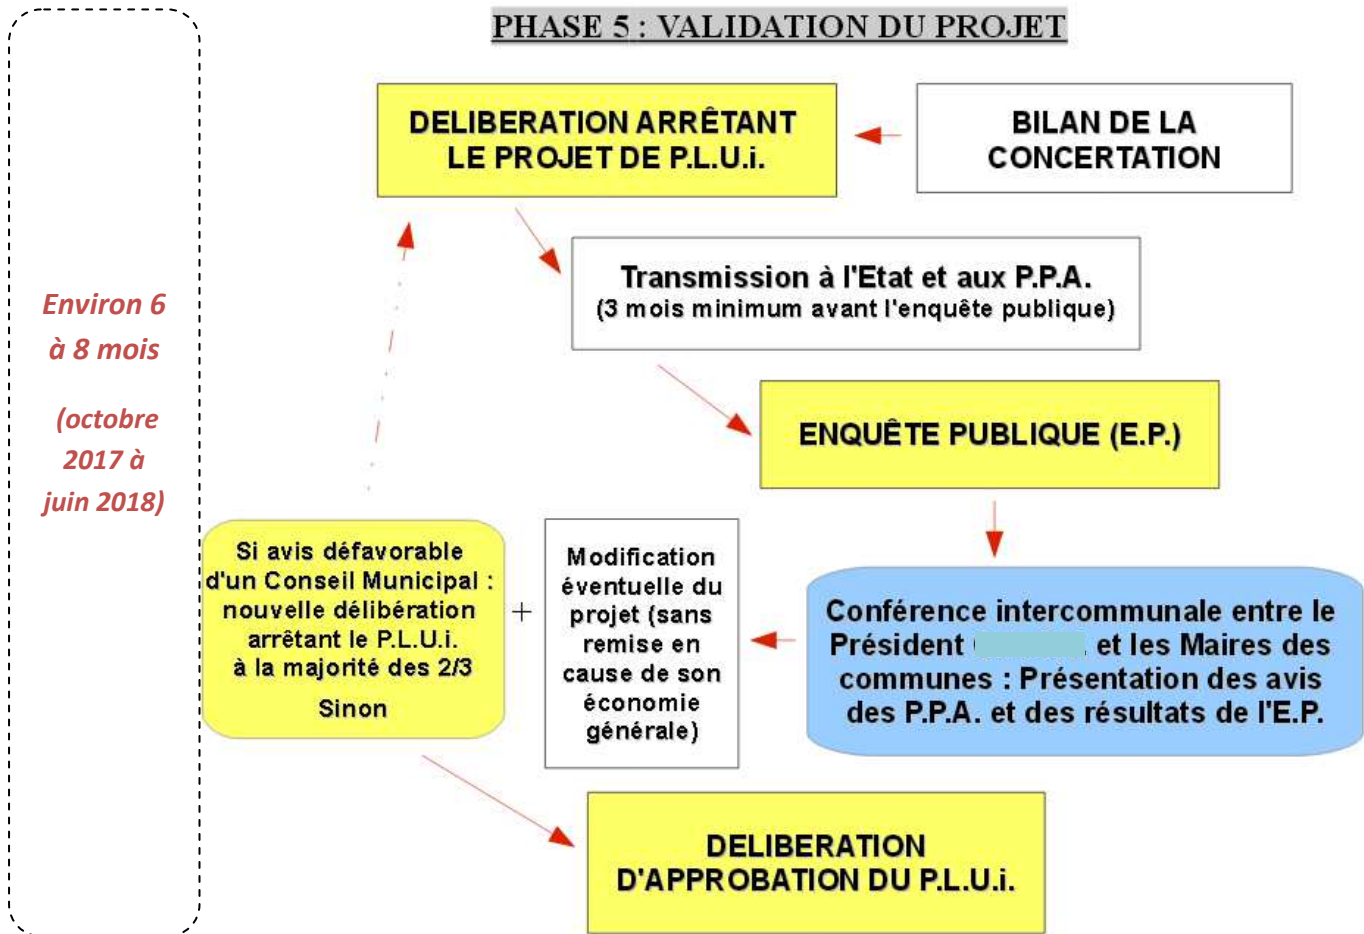 PHASE 5 : VALIDATION DU PROJET
DELIBERATION ARRÊTANT
LE PROJET DE P.L.U.i.
BILAN DE LA
CONCERTATION
Transmission à l'Etat et aux P.P.A.
(3 mois minimum avant l'enquête publique)
Environ 6
à 8 mois
(octobre
2017 à
juin 2018)
ENQUÊTE PUBLIQUE (E.P.)
Si avis défavorable
d'un Conseil Municipal :
nouvelle délibération
arrêtant le P.L.U.i.
à la majorité des 2/3
Sinon
+
Modification
éventuelle du
projet (sans
remise en
cause de son
économie
générale)
Conférence intercommunale entre le
Président et les Maires des
communes : Présentation des avis
des P.P.A. et des résultats de l'E.P.
DELIBERATION
D'APPROBATION DU P.L.U.i.